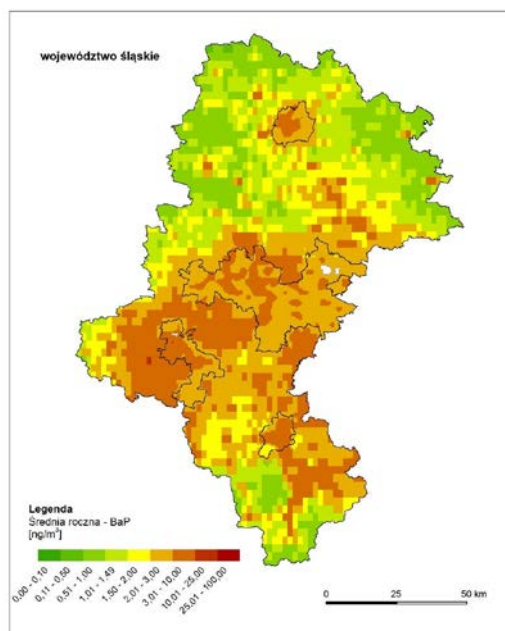 województwo śląskie
Legenda
Średnia roczna - BaP
[ng/m³]
0,00 - 0,10
0,11 - 0,50
0,51 - 1,00
1,01 - 1,49
1,50 - 2,00
2,01 - 3,00
3,01 - 10,00
10,01 - 25,00
25,01 - 100,00
0 25 50 km